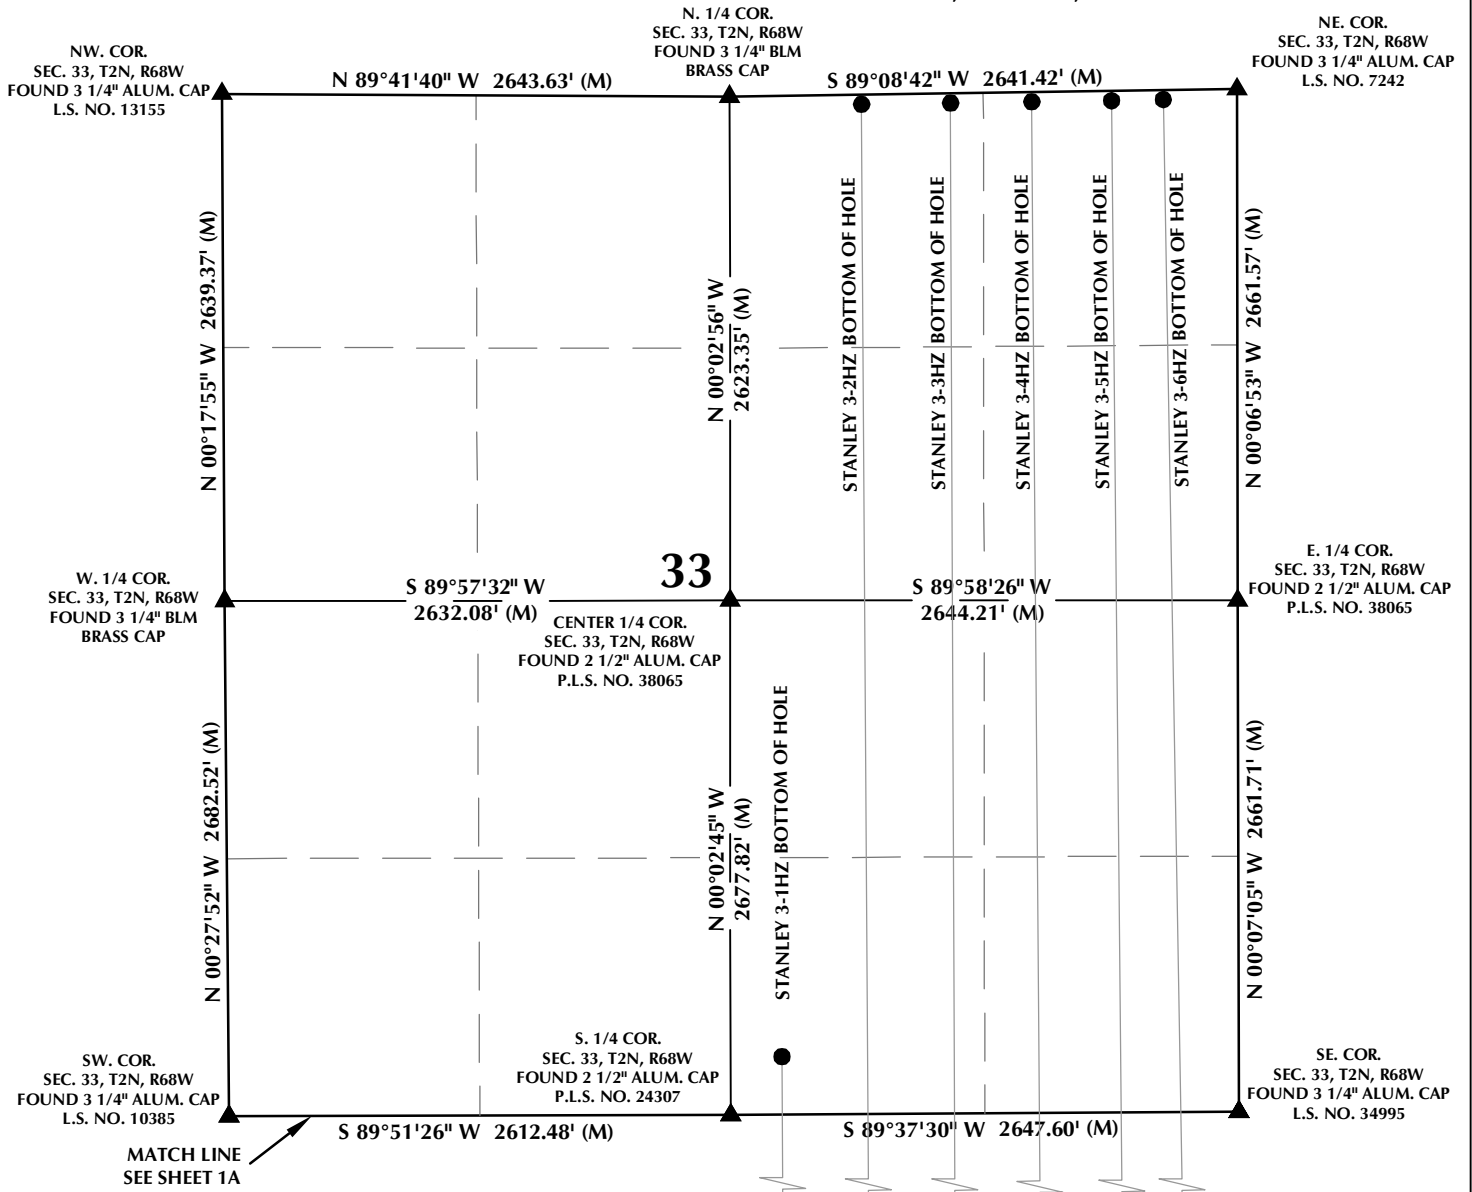 N. 1/4 COR.
SEC. 33, T2N, R68W
FOUND 3 1/4" BLM
BRASS CAP
NW. COR.
SEC. 33, T2N, R68W
FOUND 3 1/4" ALUM. CAP
L.S. NO. 13155
NE. COR.
SEC. 33, T2N, R68W
FOUND 3 1/4" ALUM. CAP
L.S. NO. 7242
N 89°41'40" W 2643.63' (M)
S 89°08'42" W 2641.42' (M)
N 00°17'55" W 2639.37' (M)
N 00°02'56" W
2623.35' (M)
STANLEY 3-2HZ BOTTOM OF HOLE
STANLEY 3-3HZ BOTTOM OF HOLE
STANLEY 3-4HZ BOTTOM OF HOLE
STANLEY 3-5HZ BOTTOM OF HOLE
STANLEY 3-6HZ BOTTOM OF HOLE
N 00°06'53" W 2661.57' (M)
W. 1/4 COR.
SEC. 33, T2N, R68W
FOUND 3 1/4" BLM
BRASS CAP
S 89°57'32" W
2632.08' (M)
33
CENTER 1/4 COR.
SEC. 33, T2N, R68W
FOUND 2 1/2" ALUM. CAP
P.L.S. NO. 38065
S 89°58'26" W
2644.21' (M)
E. 1/4 COR.
SEC. 33, T2N, R68W
FOUND 2 1/2" ALUM. CAP
P.L.S. NO. 38065
N 00°27'52" W 2682.52' (M)
N 00°02'45" W
2677.82' (M)
STANLEY 3-1HZ BOTTOM OF HOLE
N 00°07'05" W 2661.71' (M)
SW. COR.
SEC. 33, T2N, R68W
FOUND 3 1/4" ALUM. CAP
L.S. NO. 10385
S. 1/4 COR.
SEC. 33, T2N, R68W
FOUND 2 1/2" ALUM. CAP
P.L.S. NO. 24307
SE. COR.
SEC. 33, T2N, R68W
FOUND 3 1/4" ALUM. CAP
L.S. NO. 34995
S 89°51'26" W 2612.48' (M)
S 89°37'30" W 2647.60' (M)
MATCH LINE
SEE SHEET 1A